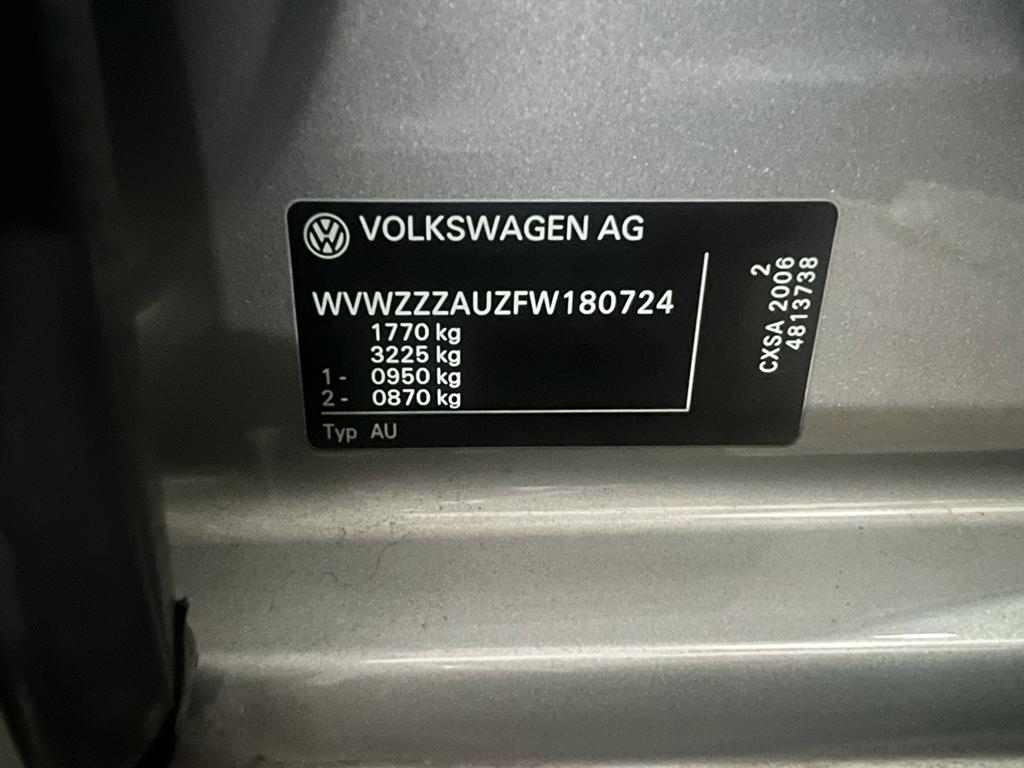 VOLKSWAGEN AG
WVWZZZAUZFW180724
1770 kg
3225 kg
1 - 0950 kg
2 - 0870 kg
Typ AU
2
CXSA 2006
4813738